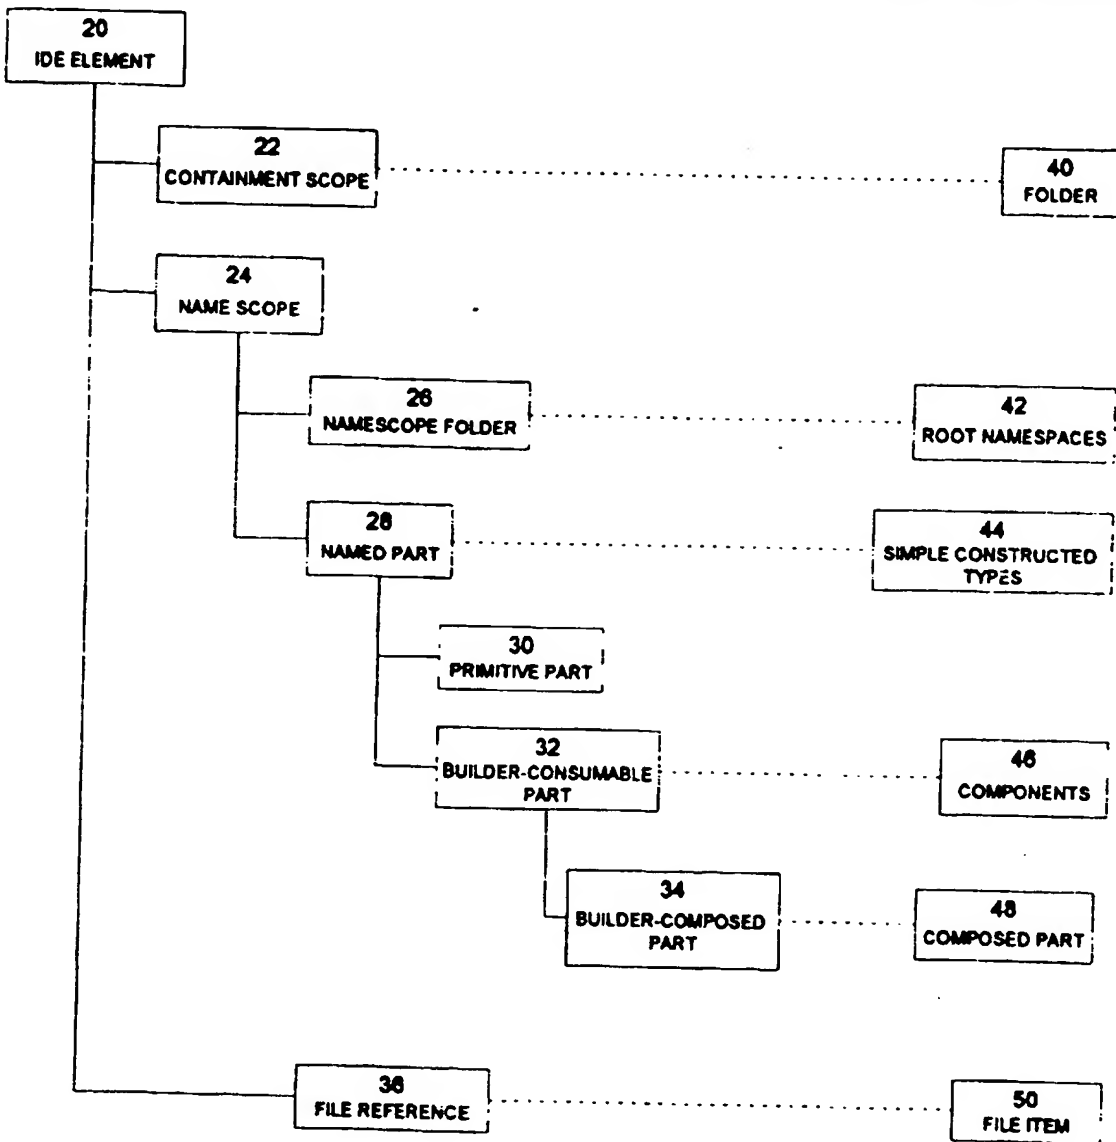 20
IDE ELEMENT
22
CONTAINMENT SCOPE
40
FOLDER
24
NAME SCOPE
26
NAMESCOPE FOLDER
42
ROOT NAMESPACES
28
NAMED PART
44
SIMPLE CONSTRUCTED
TYPES
30
PRIMITIVE PART
32
BUILDER-CONSUMABLE
PART
46
COMPONENTS
34
BUILDER-COMPOSED
PART
48
COMPOSED PART
36
FILE REFERENCE
50
FILE ITEM